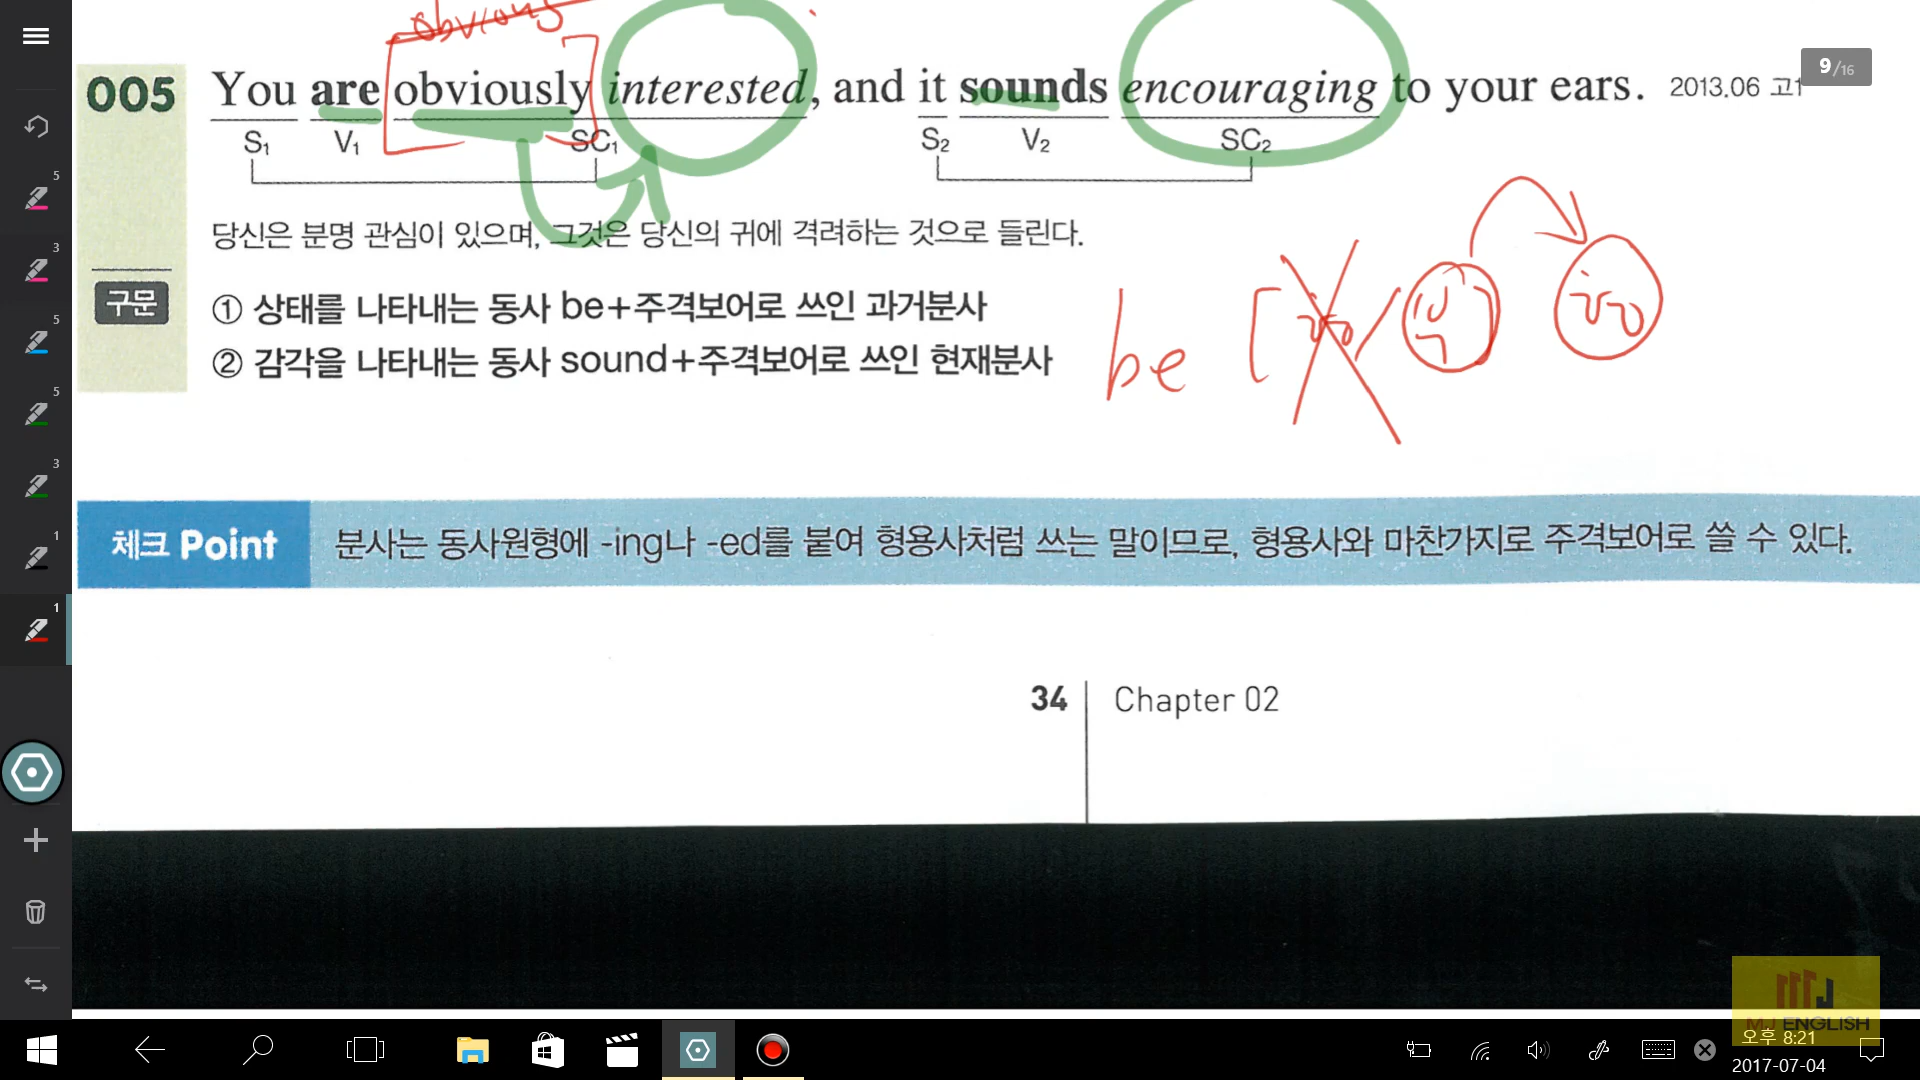 obvious
005 You are obviously interested, and it sounds encouraging to your ears. 2013.06 고1
9/16
S1 V1 SC1 S2 V2 SC2
당신은 분명 관심이 있으며, 그것은 당신의 귀에 격려하는 것으로 들린다.
구문
① 상태를 나타내는 동사 be+주격보어로 쓰인 과거분사
② 감각을 나타내는 동사 sound+주격보어로 쓰인 현재분사
be
체크 Point 분사는 동사원형에 -ing나 -ed를 붙여 형용사처럼 쓰는 말이므로, 형용사와 마찬가지로 주격보어로 쓸 수 있다.
34 Chapter 02
5
3
5
5
3
1
1
MJ ENGLISH
오후 8:21
2017-07-04